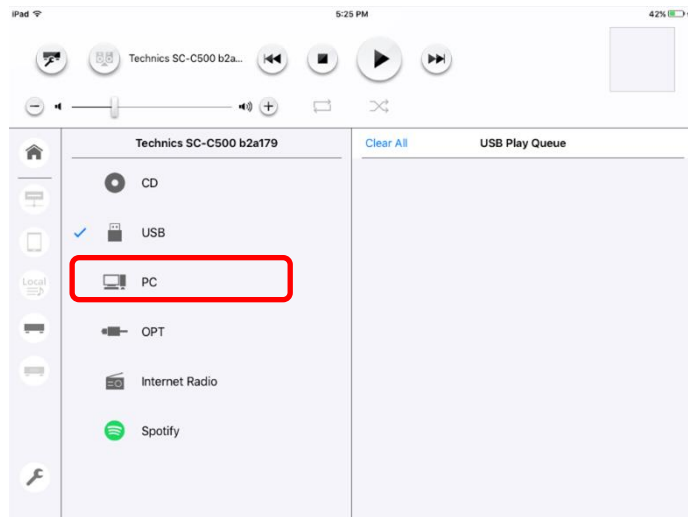 iPad 5:25 PM 42%
Technics SC-C500 b2a...
Technics SC-C500 b2a179
Clear All USB Play Queue
CD
USB
Local
PC
OPT
Internet Radio
Spotify